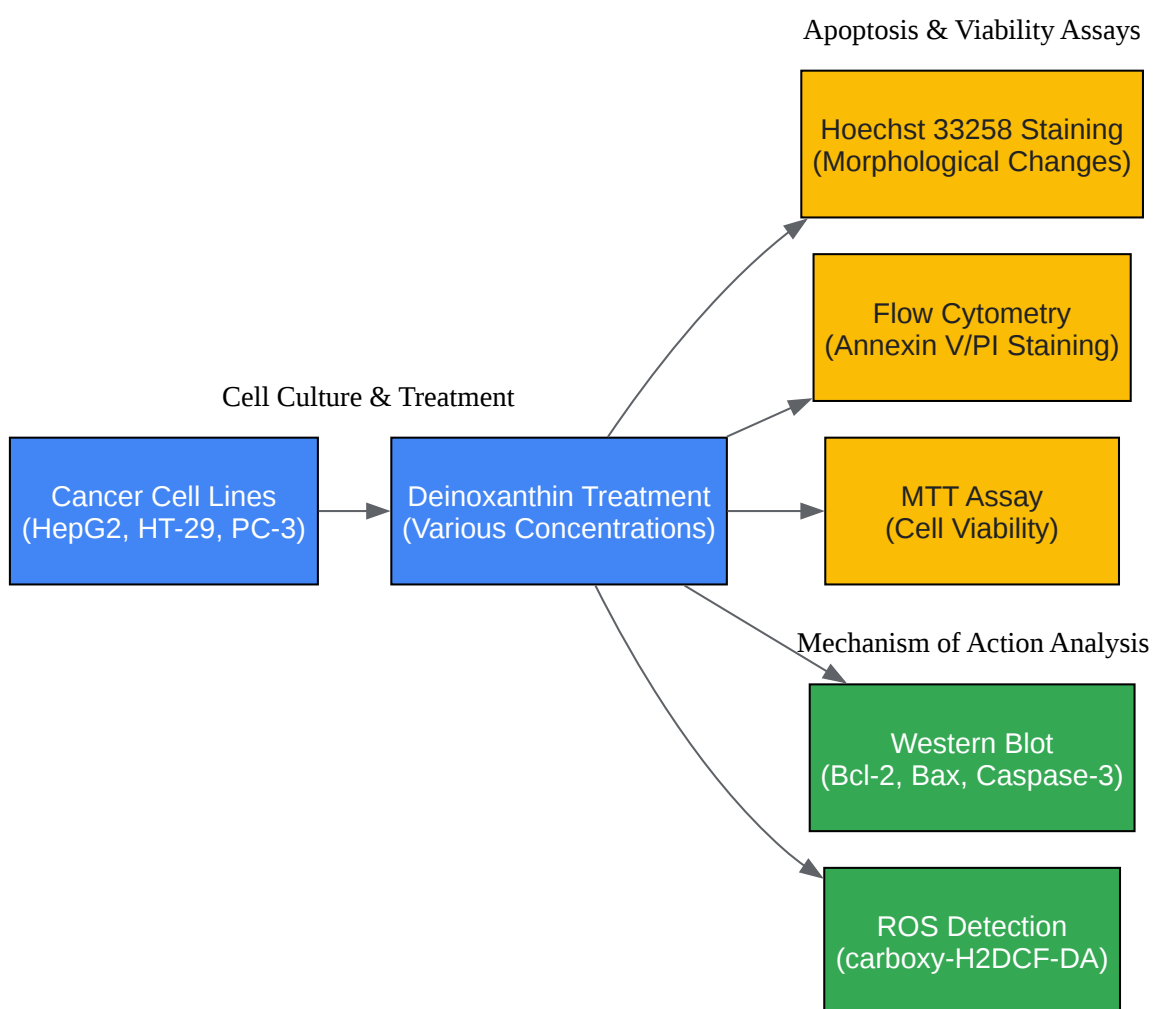 Apoptosis & Viability Assays
Hoechst 33258 Staining
(Morphological Changes)
Flow Cytometry
(Annexin V/PI Staining)
Cell Culture & Treatment
Cancer Cell Lines
(HepG2, HT-29, PC-3)
Deinoxanthin Treatment
(Various Concentrations)
MTT Assay
(Cell Viability)
Mechanism of Action Analysis
Western Blot
(Bcl-2, Bax, Caspase-3)
ROS Detection
(carboxy-H2DCF-DA)